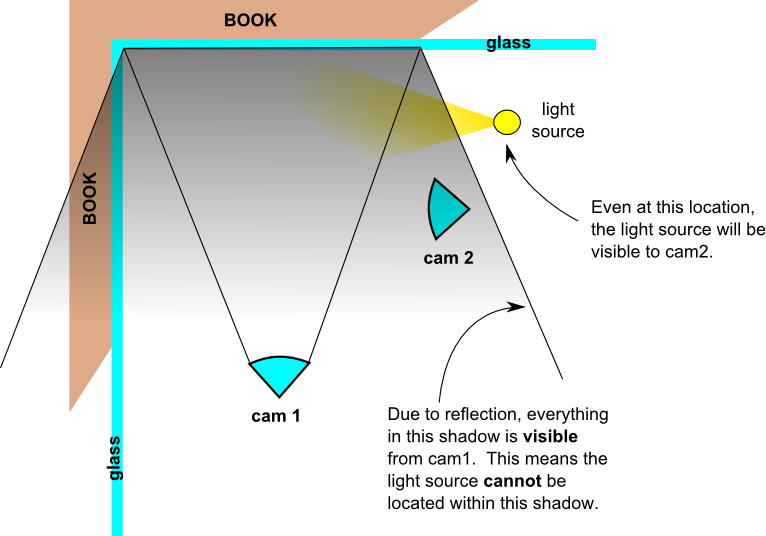 BOOK
glass
light
source
BOOK
Even at this location,
the light source will be
visible to cam2.
cam 2
cam 1
Due to reflection, everything
in this shadow is visible
from cam1.  This means the
light source cannot be
located within this shadow.
glass